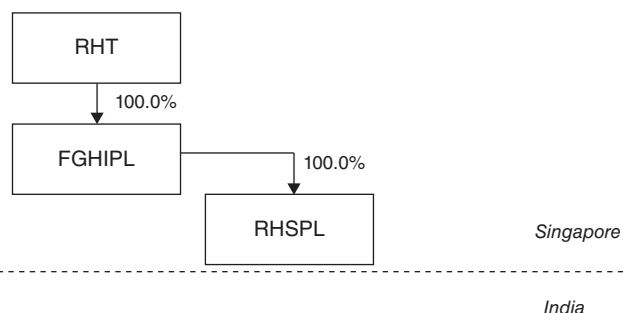 RHT
100.0%
FGHIPL
100.0%
RHSPL
Singapore
India